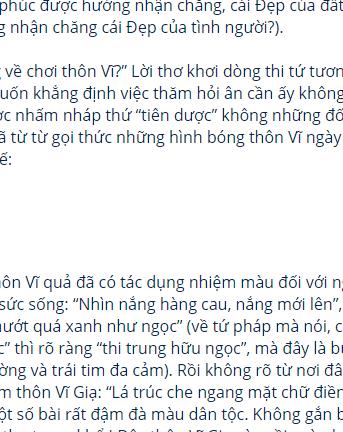 phúc được hưởng nhận chăng, cái Đẹp của đất
g nhận chăng cái Đẹp của tình người?).
g về chơi thôn Vĩ?” Lời thơ khơi dòng thi tứ tươn
uốn khẳng định việc thăm hỏi ân cần ấy không
ợc nhấm nháp thứ “tiên dược” không những đố
ã từ từ gọi thức những hình bóng thôn Vĩ ngày
ế:
ôn Vĩ quả đã có tác dụng nhiệm màu đối với n
sức sống: “Nhìn nắng hàng cau, nắng mới lên”,
mướt quá xanh như ngọc” (về tứ pháp mà nói, c
c” thì rõ ràng “thi trung hữu ngọc”, mà đây là b
ờng và trái tim đa cảm). Rồi không rõ từ nơi đâ
m thôn Vĩ Giạ: “Lá trúc che ngang mặt chữ điền
ột số bài rất đậm đà màu dân tộc. Không gắn b